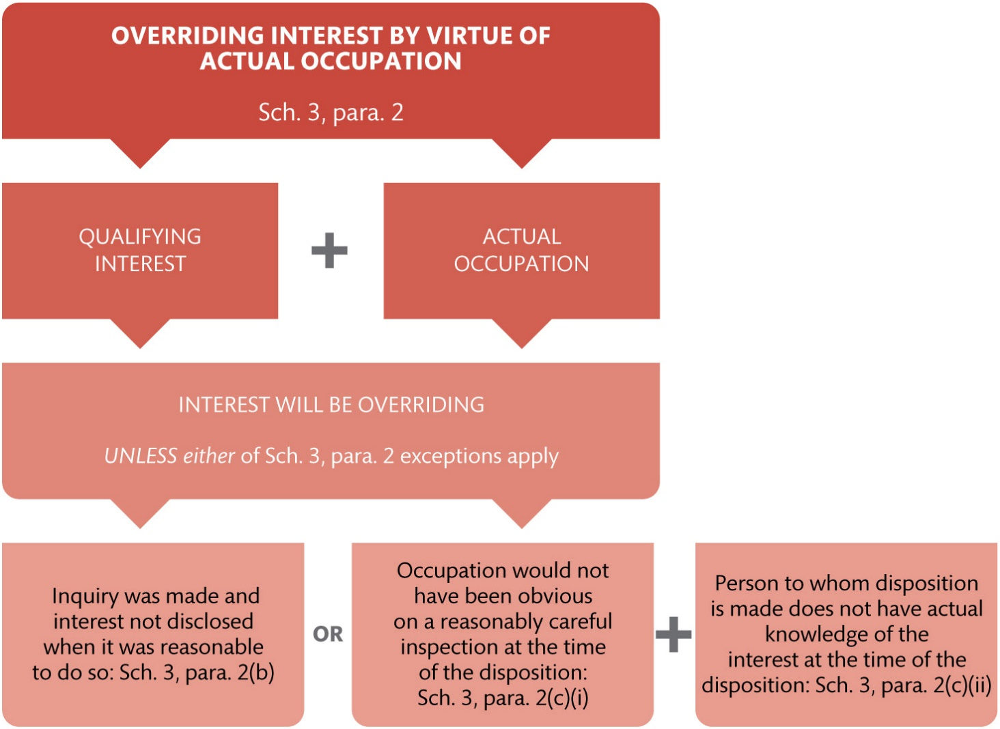 OVERRIDING INTEREST BY VIRTUE OF
ACTUAL OCCUPATION
Sch. 3, para. 2
QUALIFYING
INTEREST
+
ACTUAL
OCCUPATION
INTEREST WILL BE OVERRIDING
UNLESS either of Sch. 3, para. 2 exceptions apply
Inquiry was made and
interest not disclosed
when it was reasonable
to do so: Sch. 3, para. 2(b)
OR
Occupation would not
have been obvious
on a reasonably careful
inspection at the time
of the disposition:
Sch. 3, para. 2(c)(i)
+
Person to whom disposition
is made does not have actual
knowledge of the
interest at the time of the
disposition: Sch. 3, para. 2(c)(ii)